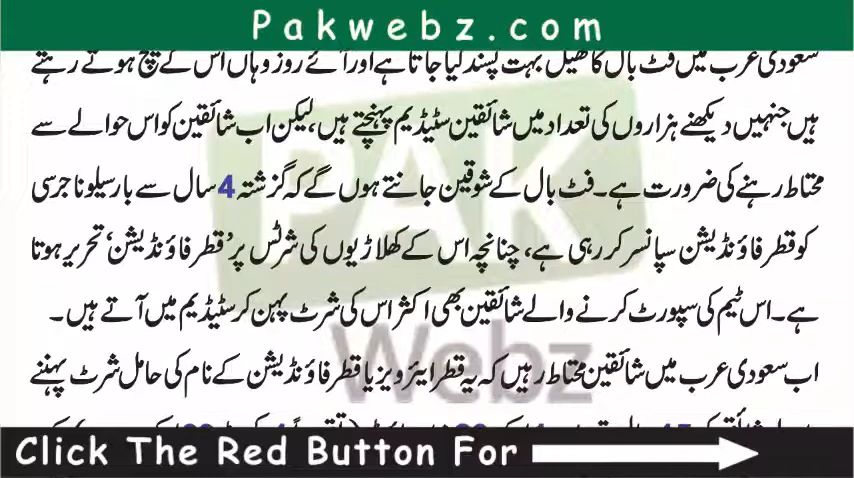 Pakwebz.com
سعودی عرب میں فٹ بال کا کھیل بہت پسند کیا جاتا ہے اور آئے روز وہاں اس کے میچ ہوتے رہتے
ہیں جنہیں دیکھنے ہزاروں کی تعداد میں شائقین سٹیڈیم پہنچتے ہیں، لیکن اب شائقین کو اس حوالے سے
محتاط رہنے کی ضرورت ہے۔ فٹ بال کے شوقین جانتے ہوں گے کہ گزشتہ 4 سال سے بارسیلونا جرسی
کو قطر فاؤنڈیشن سپانسر کر رہی ہے، چنانچہ اس کے کھلاڑیوں کی شرٹس پر ’قطر فاؤنڈیشن‘ تحریر ہوتا
ہے۔ اس ٹیم کی سپورٹ کرنے والے شائقین بھی اکثر اس کی شرٹ پہن کر سٹیڈیم میں آتے ہیں۔
اب سعودی عرب میں شائقین محتاط رہیں کہ یہ قطر ایئرویز یا قطر فاؤنڈیشن کے نام کی حامل شرٹ پہننے
PAK
Webz
Click The Red Button For